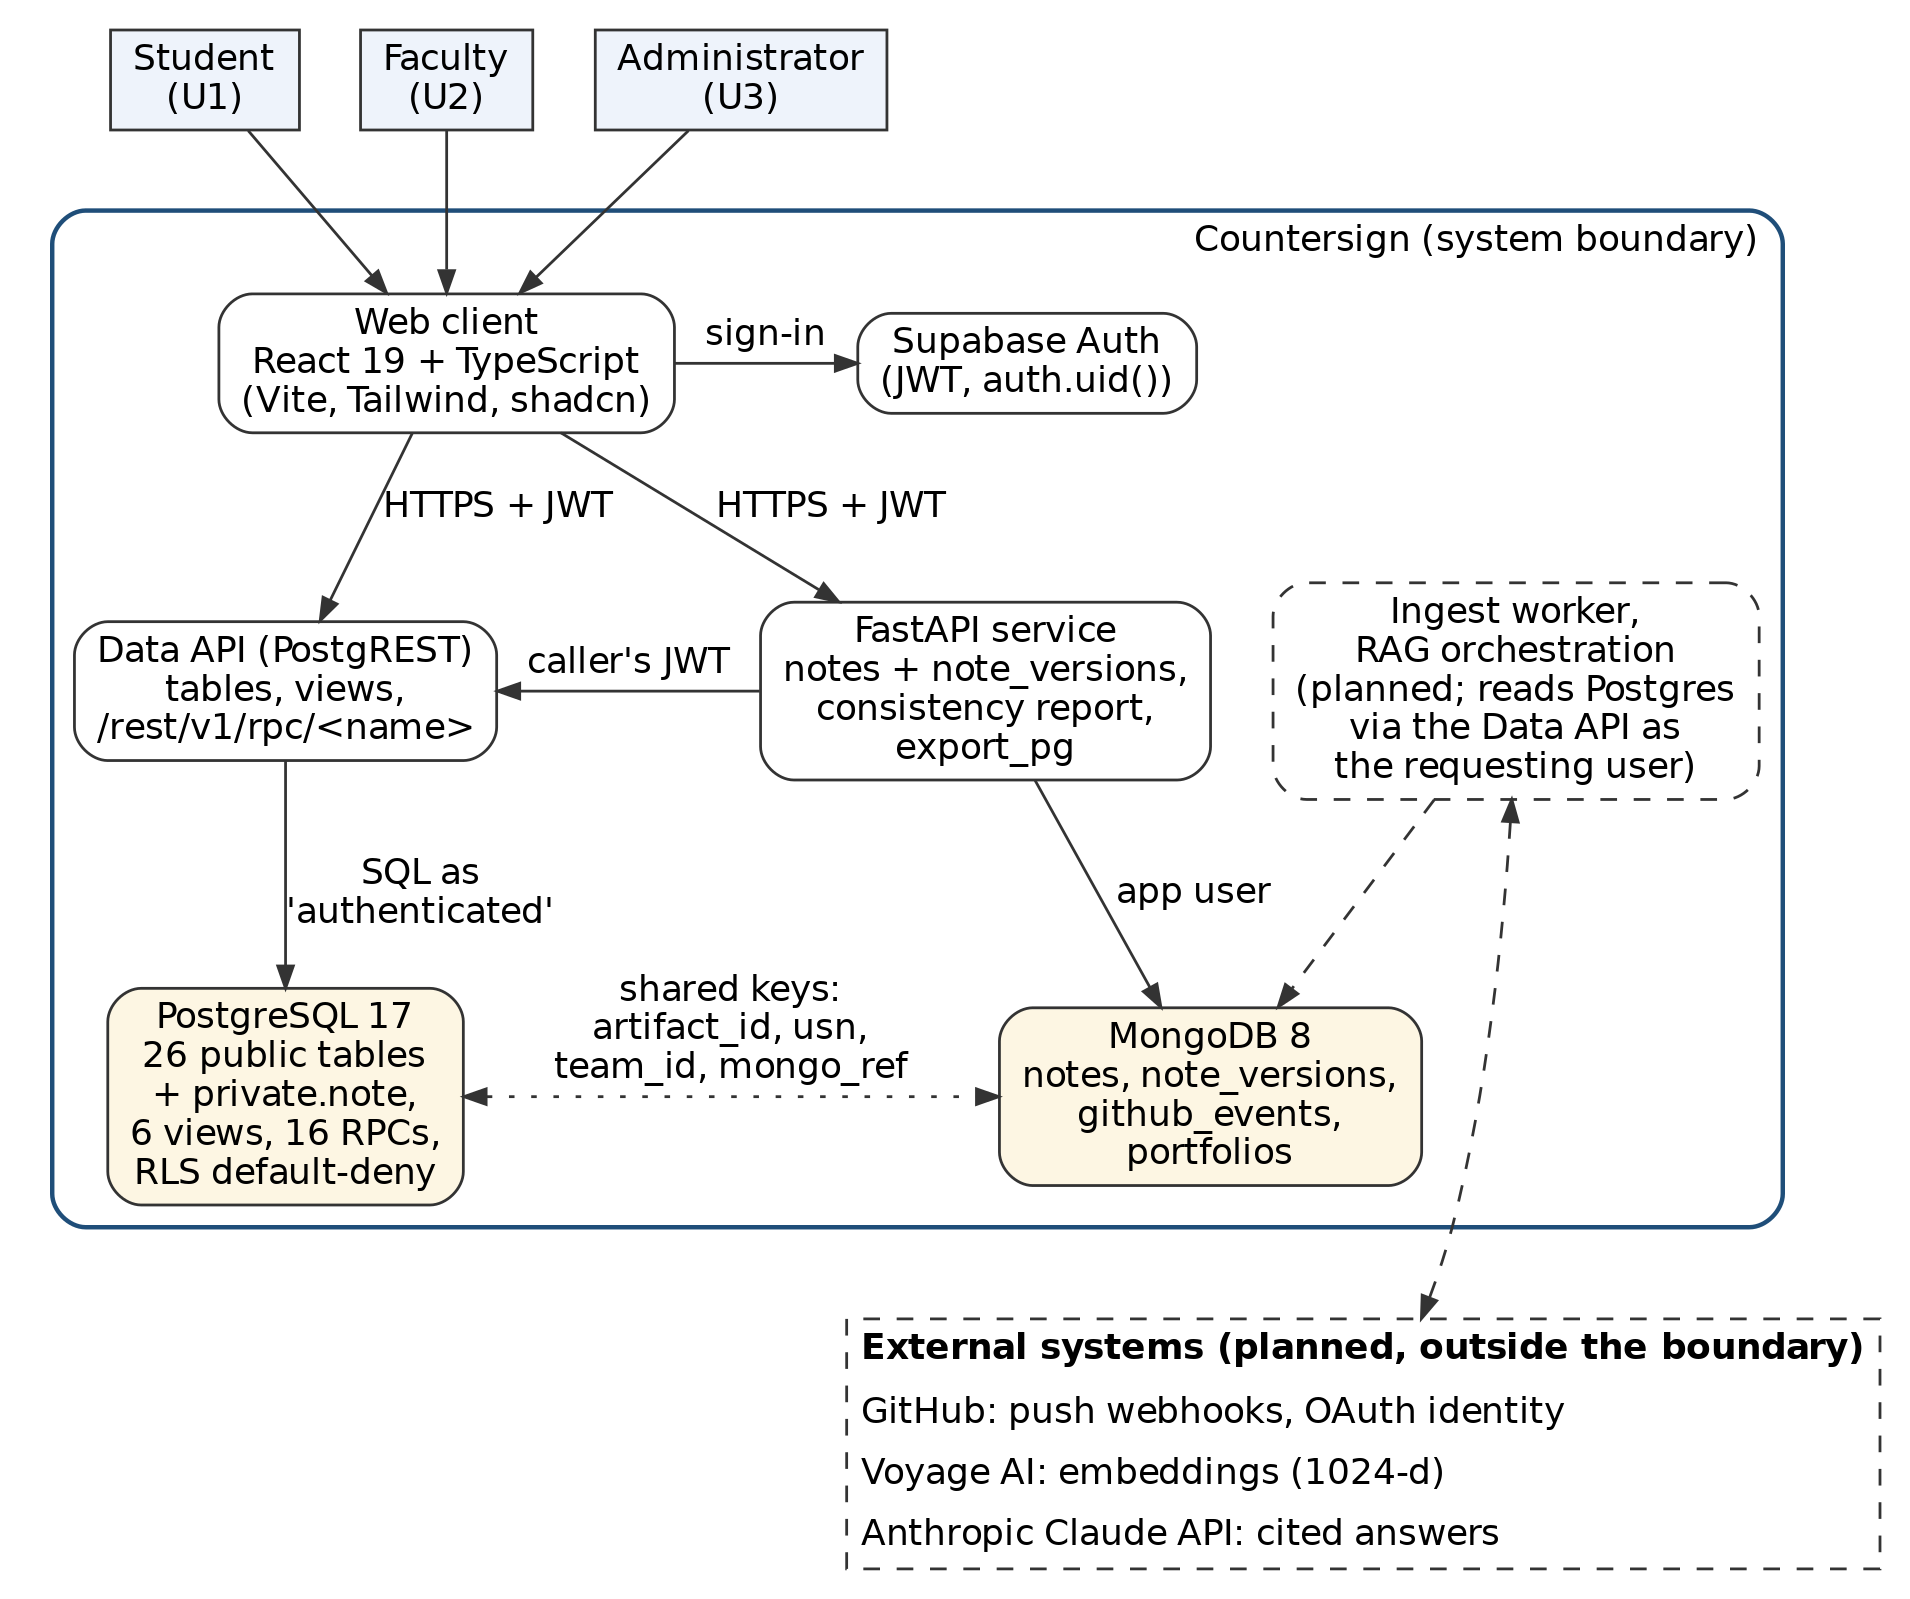 Student
(U1)
Faculty
(U2)
Administrator
(U3)
Countersign (system boundary)
Web client
React 19 + TypeScript
(Vite, Tailwind, shadcn)
sign-in
Supabase Auth
(JWT, auth.uid())
HTTPS + JWT
HTTPS + JWT
Data API (PostgREST)
tables, views,
/rest/v1/rpc/<name>
caller's JWT
FastAPI service
notes + note_versions,
consistency report,
export_pg
Ingest worker,
RAG orchestration
(planned; reads Postgres
via the Data API as
the requesting user)
SQL as
'authenticated'
app user
PostgreSQL 17
26 public tables
+ private.note,
6 views, 16 RPCs,
RLS default-deny
shared keys:
artifact_id, usn,
team_id, mongo_ref
MongoDB 8
notes, note_versions,
github_events,
portfolios
External systems (planned, outside the boundary)
GitHub: push webhooks, OAuth identity
Voyage AI: embeddings (1024-d)
Anthropic Claude API: cited answers